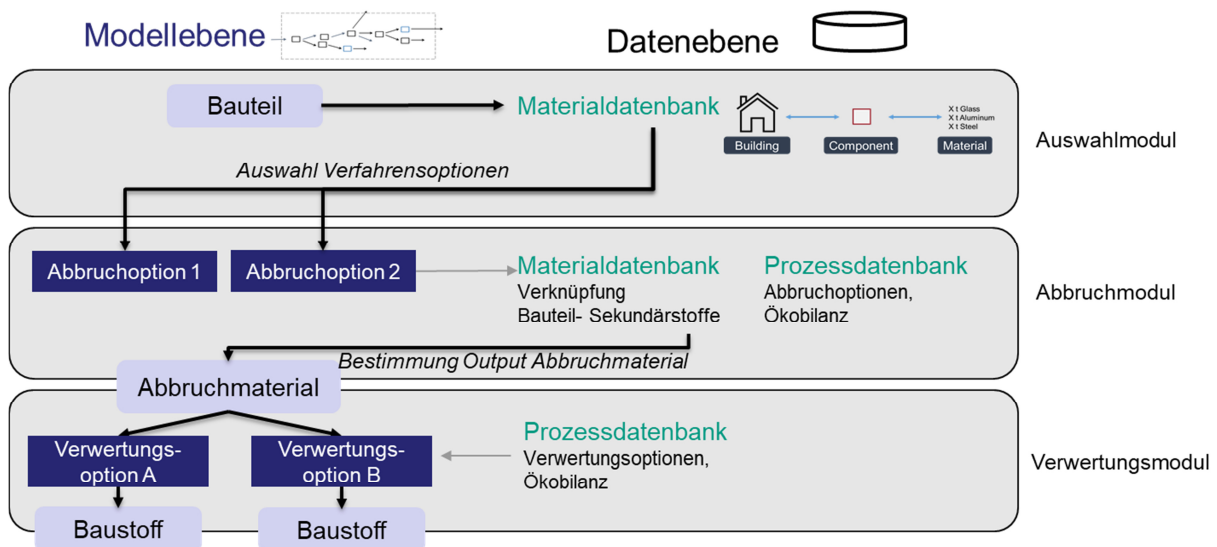 Modellebene
Datenebene
Bauteil
Materialdatenbank
X t Glass
X t Aluminum
X t Steel
Building
Component
Material
Auswahlmodul
Auswahl Verfahrensoptionen
Abbruchoption 1
Abbruchoption 2
Materialdatenbank
Verknüpfung
Bauteil- Sekundärstoffe
Prozessdatenbank
Abbruchoptionen,
Ökobilanz
Abbruchmodul
Bestimmung Output Abbruchmaterial
Abbruchmaterial
Verwertungs-
option A
Verwertungs-
option B
Prozessdatenbank
Verwertungsoptionen,
Ökobilanz
Verwertungsmodul
Baustoff
Baustoff